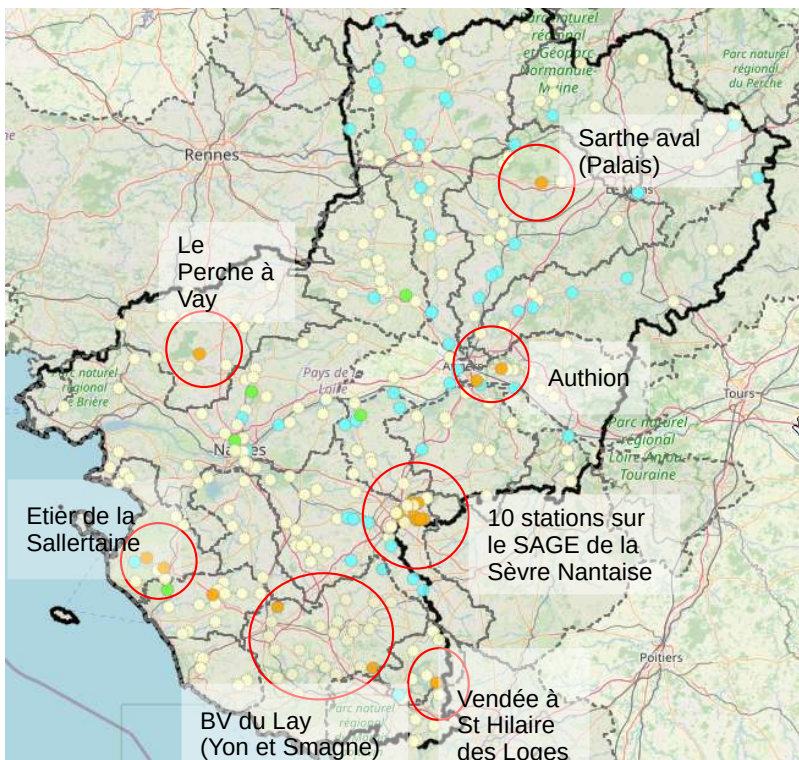 Parc naturel
régional
et Géoparc
Normandie-
Maine
Parc naturel
régional
du Perche
Sarthe aval
(Palais)
Rennes
Le Mans
Le
Perche à
Vay
Angers
Pays de la
Loire
Authion
Parc naturel
régional
de Brière
Tours
Parc naturel
régional
Loire-Anjou-
Touraine
Nantes
Etier de la
Sallertaine
10 stations sur
le SAGE de la
Sèvre Nantaise
Poitiers
BV du Lay
(Yon et Smagne)
Parc naturel
régional
Vendée à
St Hilaire
des Loges